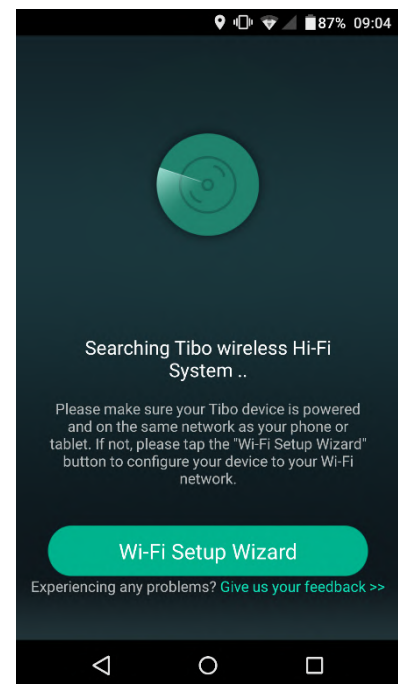 87% 09:04
Searching Tibo wireless Hi-Fi
System ..
Please make sure your Tibo device is powered
and on the same network as your phone or
tablet. If not, please tap the "Wi-Fi Setup Wizard"
button to configure your device to your Wi-Fi
network.
Wi-Fi Setup Wizard
Experiencing any problems? Give us your feedback >>